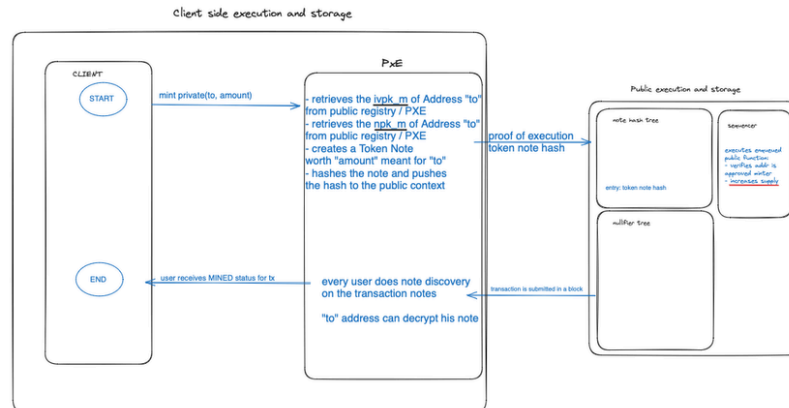 Client side execution and storage
PXE
CLIENT
START
mint private(to, amount)
- retrieves the ivpk_m of Address "to"
from public registry / PXE
- retrieves the npk_m of Address "to"
from public registry / PXE
- creates a Token Note
worth "amount" meant for "to"
- hashes the note and pushes
the hash to the public context
proof of execution
token note hash
Public execution and storage
note hash tree
entry: token note hash
sequencer
executes enqueued
public function:
- verifies addr is
approved minter
- increases supply
nullifier tree
END
user receives MINED status for tx
every user does note discovery
on the transaction notes
"to" address can decrypt his note
transaction is submitted in a block